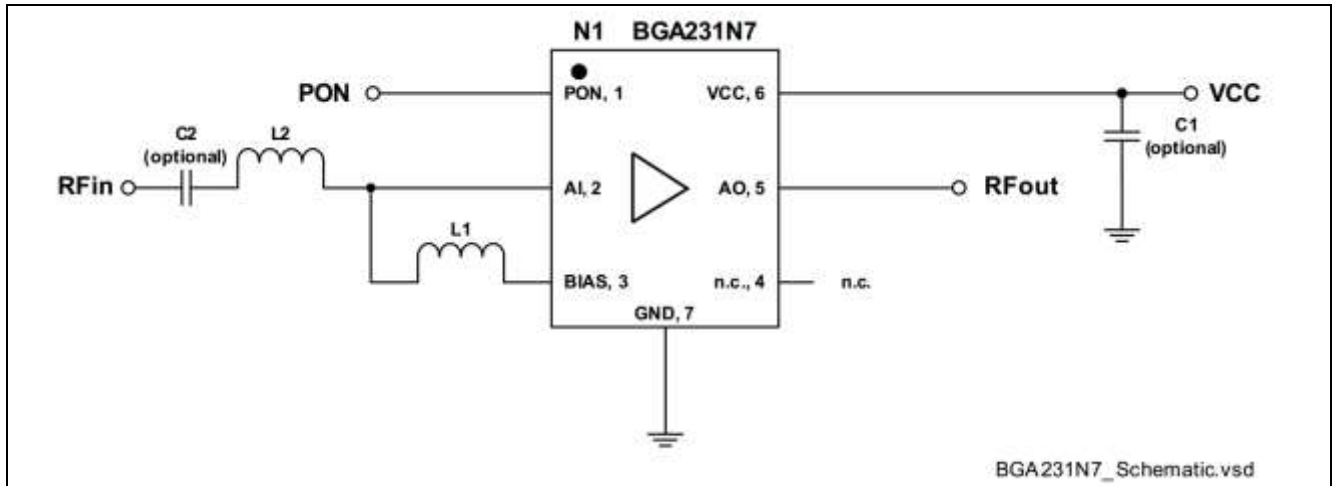 N1 BGA231N7
PON
PON, 1
VCC, 6
VCC
C2
(optional)
L2
C1
(optional)
RFin
AI, 2
AO, 5
RFout
L1
BIAS, 3
n.c., 4
n.c.
GND, 7
BGA231N7_Schematic.vsd